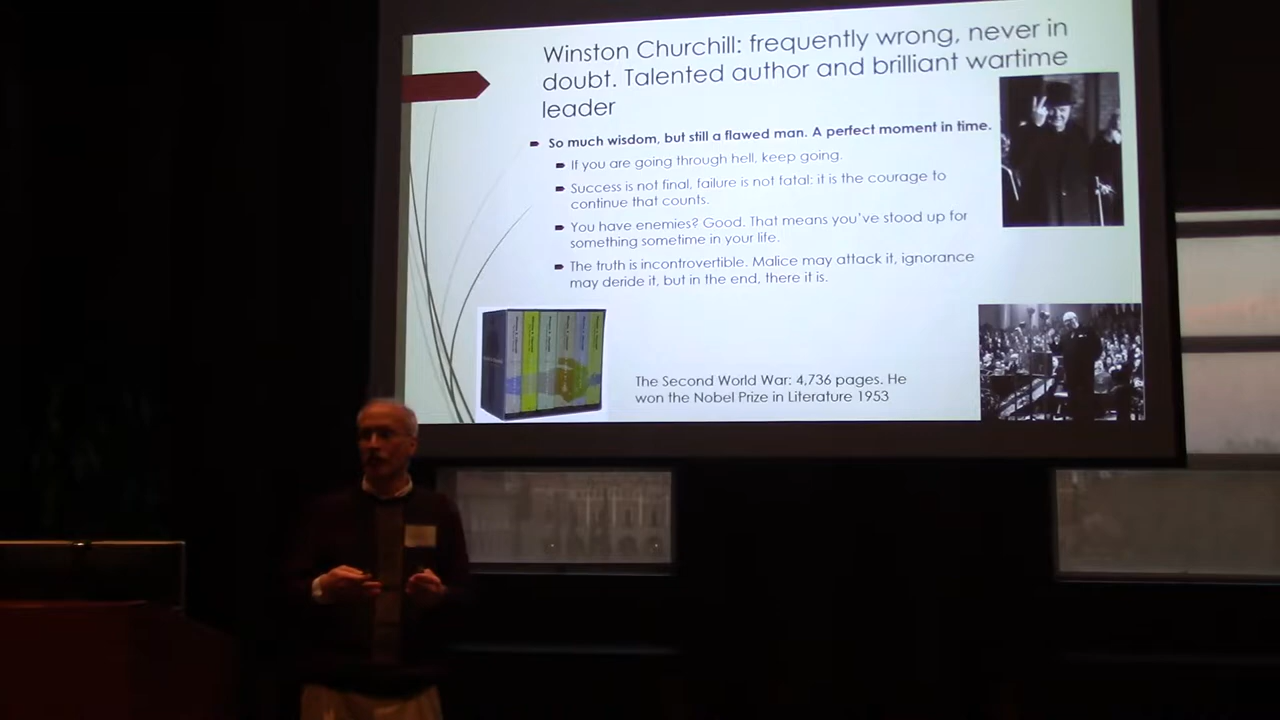 Winston Churchill: frequently wrong, never in
doubt. Talented author and brilliant wartime
leader
So much wisdom, but still a flawed man. A perfect moment in time.
If you are going through hell, keep going.
Success is not final, failure is not fatal: it is the courage to
continue that counts.
You have enemies? Good. That means you've stood up for
something sometime in your life.
The truth is incontrovertible. Malice may attack it, ignorance
may deride it, but in the end, there it is.
The Second World War: 4,736 pages. He
won the Nobel Prize in Literature 1953